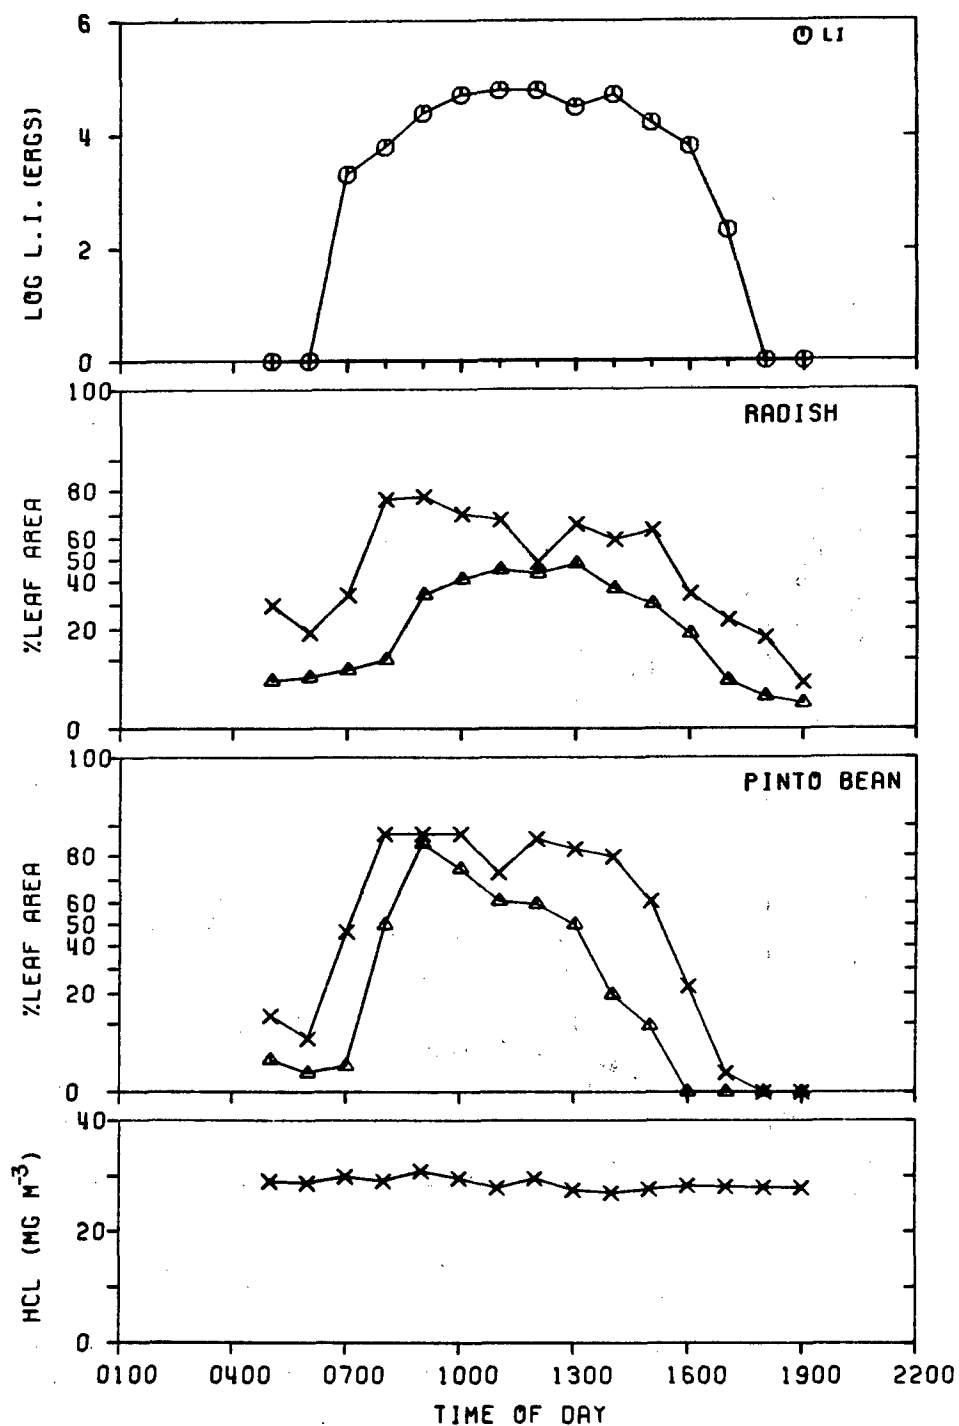 6
LI
4
2
0
LOG L.I. (ERGS)
100
RADISH
80
60
50
40
20
0
%LEAF AREA
100
PINTO BEAN
80
60
50
40
20
0
%LEAF AREA
40
20
0
HCL (MG M-3)
0100 0400 0700 1000 1300 1600 1900 2200
TIME OF DAY